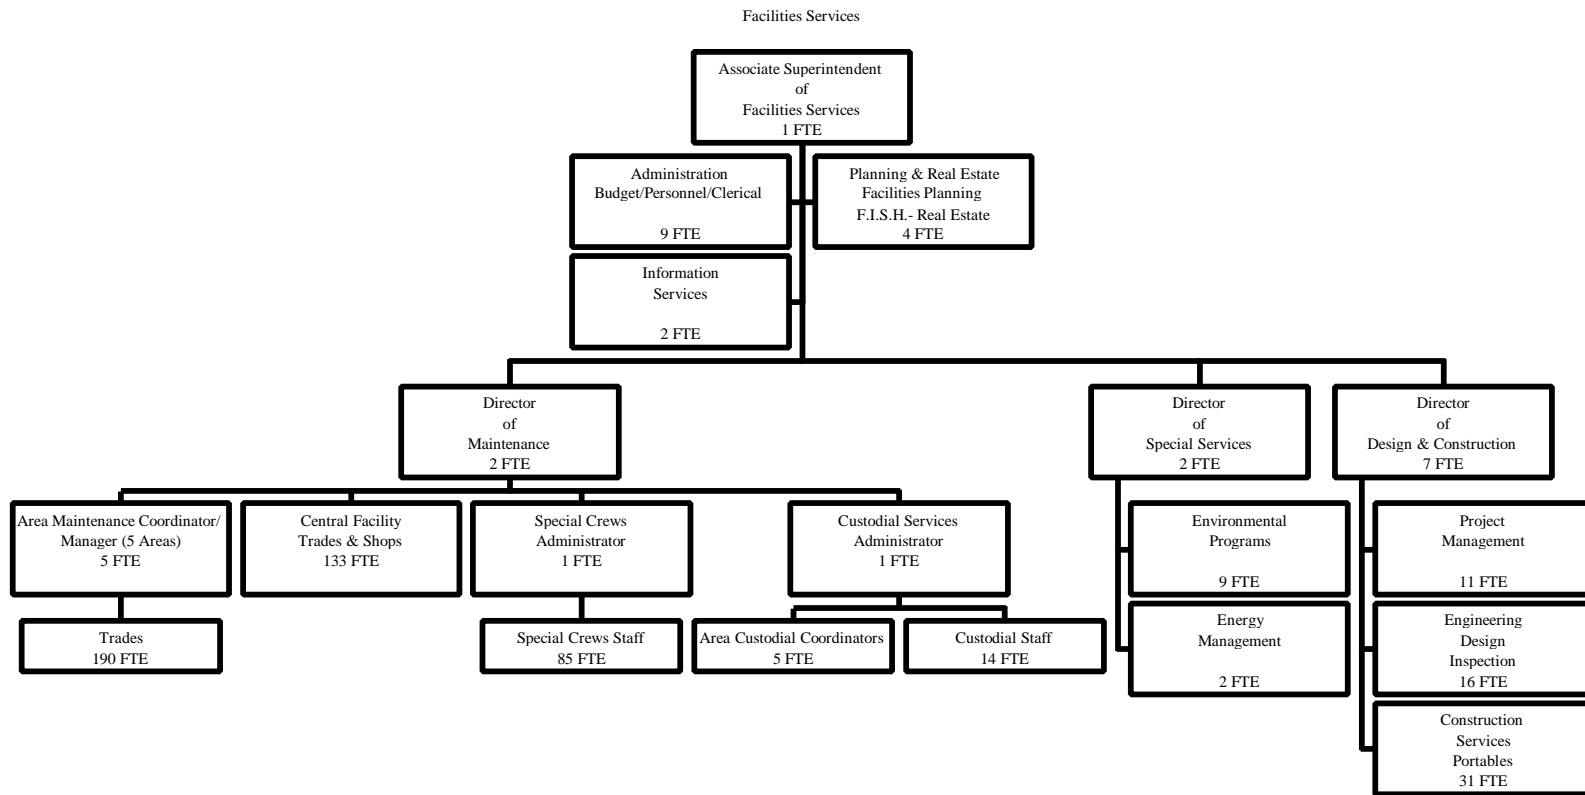 Facilities Services
Associate Superintendent
of
Facilities Services
1 FTE
Administration
Budget/Personnel/Clerical
9 FTE
Planning & Real Estate
Facilities Planning
F.I.S.H.- Real Estate
4 FTE
Information
Services
2 FTE
Director
of
Maintenance
2 FTE
Director
of
Special Services
2 FTE
Director
of
Design & Construction
7 FTE
Area Maintenance Coordinator/
Manager (5 Areas)
5 FTE
Central Facility
Trades & Shops
133 FTE
Special Crews
Administrator
1 FTE
Custodial Services
Administrator
1 FTE
Environmental
Programs
9 FTE
Project
Management
11 FTE
Trades
190 FTE
Special Crews Staff
85 FTE
Area Custodial Coordinators
5 FTE
Custodial Staff
14 FTE
Energy
Management
2 FTE
Engineering
Design
Inspection
16 FTE
Construction
Services
Portables
31 FTE